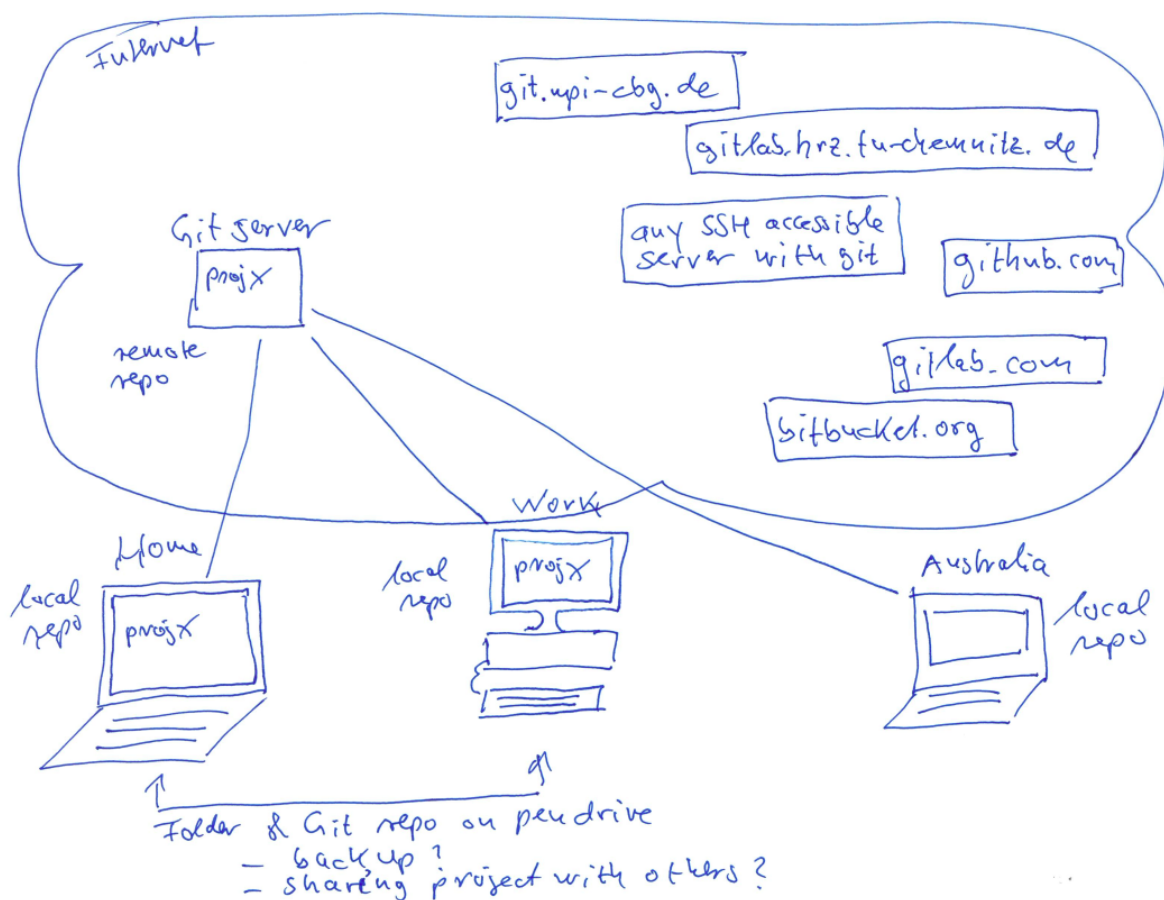 Internet
git.mpi-cbg.de
gitlab.hrz.tu-chemnitz.de
any SSH accessible
server with git
github.com
gitlab.com
bitbucket.org
Git server
projX
remote
repo
Home
local
repo
projX
Work
local
repo
projX
Australia
local
repo
Folder & Git repo on pendrive
- backup?
- sharing project with others?